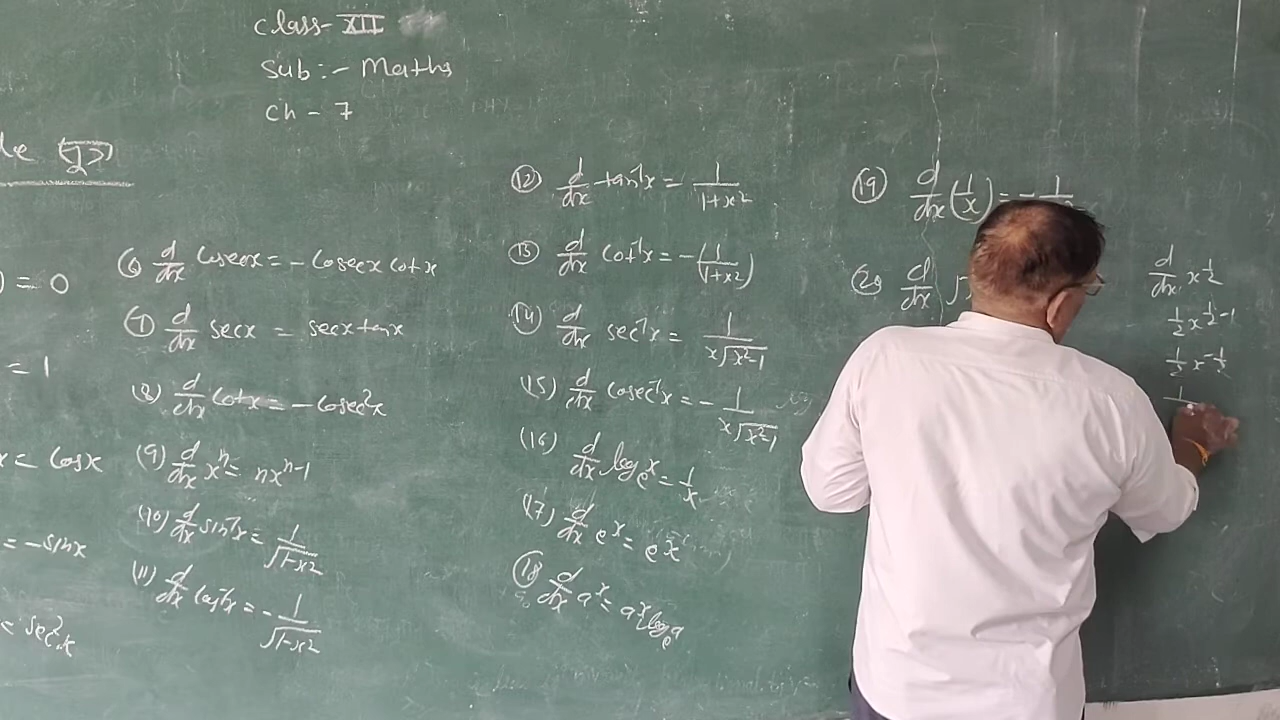 Class- XII
Sub :- Maths
Ch - 7
) = 0
= 1
x = cosx
= -sinx
= sec²x
(6) d/dx cosecx = - cosecx cotx
(7) d/dx secx = secx tanx
(8) d/dx cotx = - cosec²x
(9) d/dx xⁿ = nxⁿ⁻¹
(10) d/dx sin⁻¹x = 1/√1-x²
(11) d/dx cos⁻¹x = - 1/√1-x²
(12) d/dx tan⁻¹x = 1/1+x²
(13) d/dx cot⁻¹x = -(1/1+x²)
(14) d/dx sec⁻¹x = 1/x√x²-1
(15) d/dx cosec⁻¹x = - 1/x√x²-1
(16) d/dx logₑx = 1/x
(17) d/dx eˣ = eˣ
(18) d/dx aˣ = aˣ logₑa
(19) d/dx (1/x) = - 1/
(20) d/dx √
d/dx x^1/2
1/2 x^1/2-1
1/2 x^-1/2
1